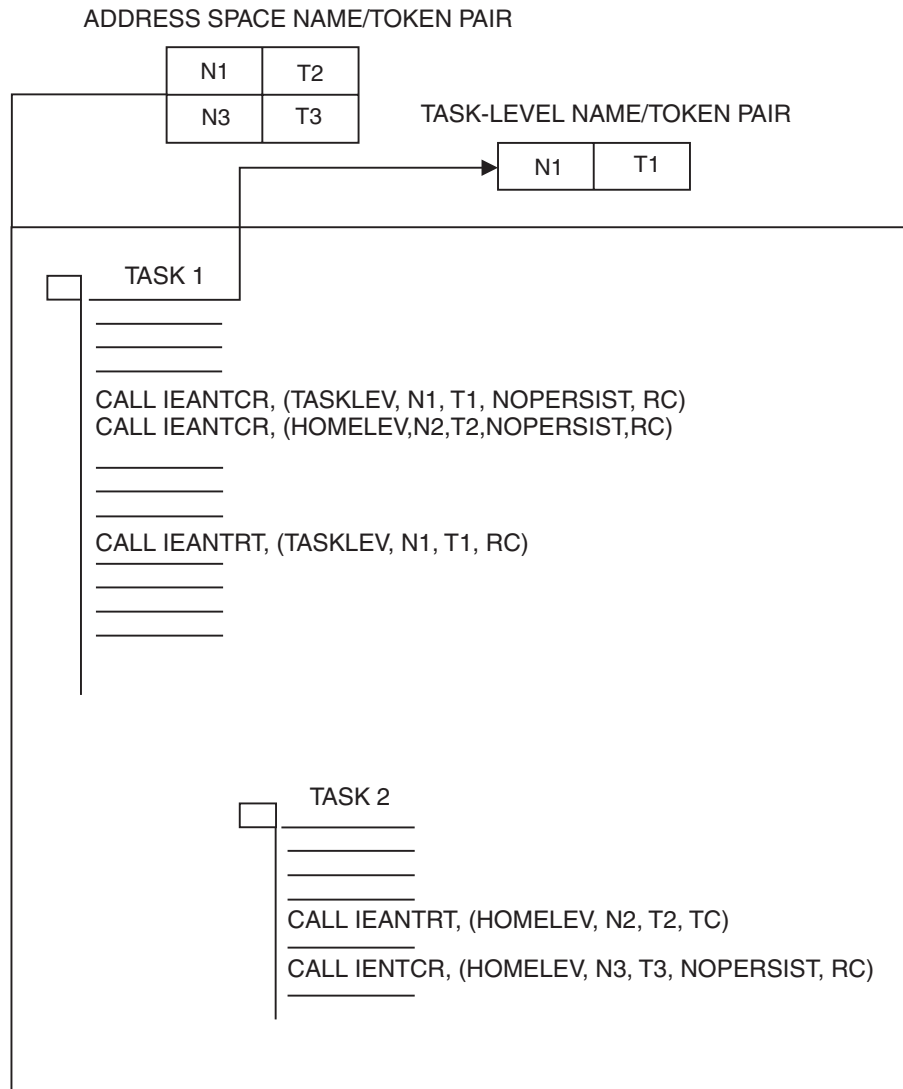 ADDRESS SPACE NAME/TOKEN PAIR
N1 T2
N3 T3
TASK-LEVEL NAME/TOKEN PAIR
N1 T1
TASK 1
CALL IEANTCR, (TASKLEV, N1, T1, NOPERSIST, RC)
CALL IEANTCR, (HOMELEV,N2,T2,NOPERSIST,RC)
CALL IEANTRT, (TASKLEV, N1, T1, RC)
TASK 2
CALL IEANTRT, (HOMELEV, N2, T2, TC)
CALL IENTCR, (HOMELEV, N3, T3, NOPERSIST, RC)